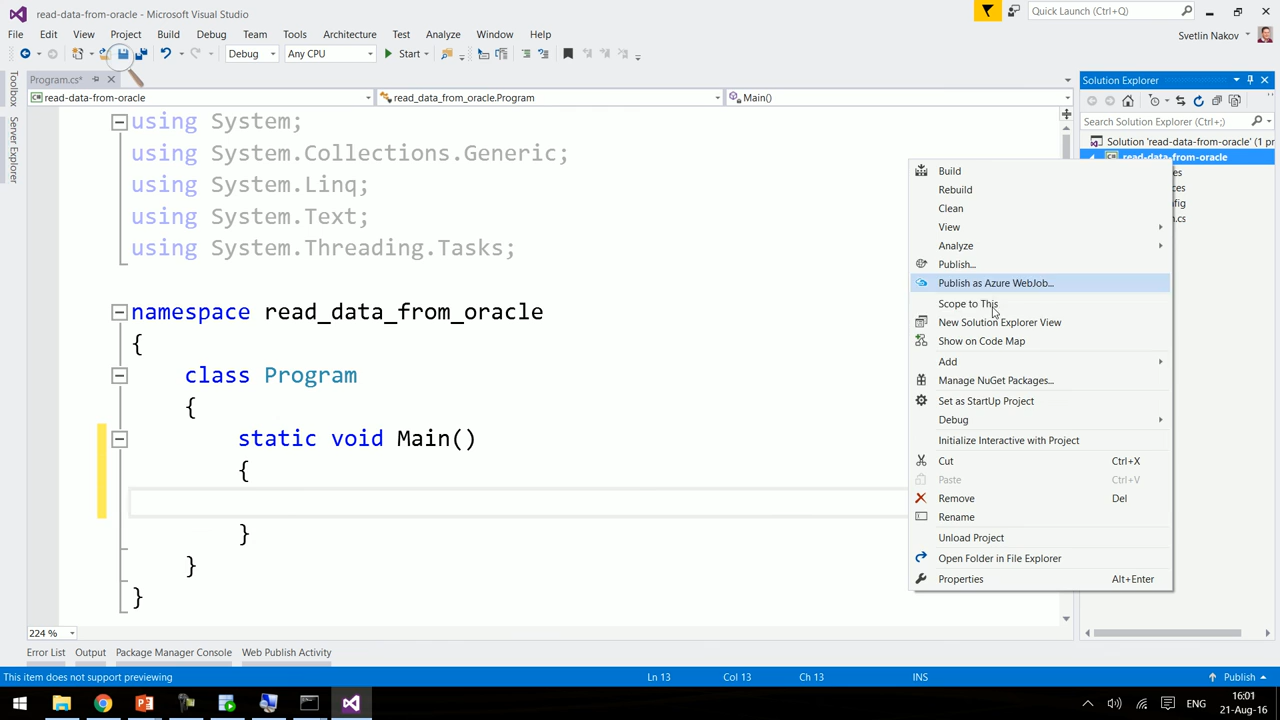 read-data-from-oracle - Microsoft Visual Studio
Quick Launch (Ctrl+Q)
File Edit View Project Build Debug Team Tools Architecture Test Analyze Window Help
Svetlin Nakov
Debug Any CPU Start
Program.cs*
Solution Explorer
read-data-from-oracle read_data_from_oracle.Program Main()
Search Solution Explorer (Ctrl+;)
Toolbox
Server Explorer
Solution 'read-data-from-oracle' (1 pr
read-data-from-oracle
using System;
using System.Collections.Generic;
using System.Linq;
using System.Text;
using System.Threading.Tasks;
namespace read_data_from_oracle
{
class Program
{
static void Main()
{
}
}
}
Build
Rebuild
Clean
View
Analyze
Publish...
Publish as Azure WebJob...
Scope to This
New Solution Explorer View
Show on Code Map
Add
Manage NuGet Packages...
Set as StartUp Project
Debug
Initialize Interactive with Project
Cut Ctrl+X
Paste Ctrl+V
Remove Del
Rename
Unload Project
Open Folder in File Explorer
Properties Alt+Enter
224 %
Error List Output Package Manager Console Web Publish Activity
This item does not support previewing Ln 13 Col 13 Ch 13 INS Publish
ENG
16:01
21-Aug-16